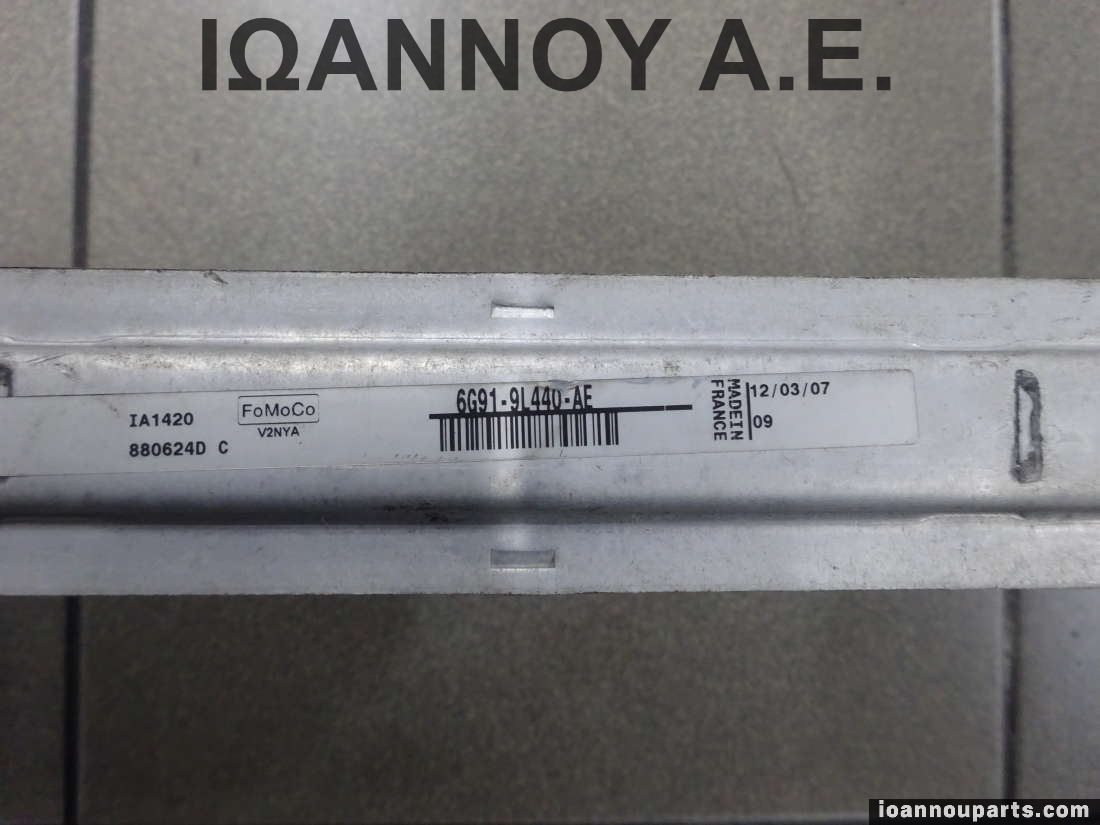 ΙΩΑΝΝΟΥ Α.Ε.
IA1420
880624D C
FoMoCo
V2NYA
6G91-9L440-AE
MADE IN
FRANCE
12/03/07
09
ioannouparts.com